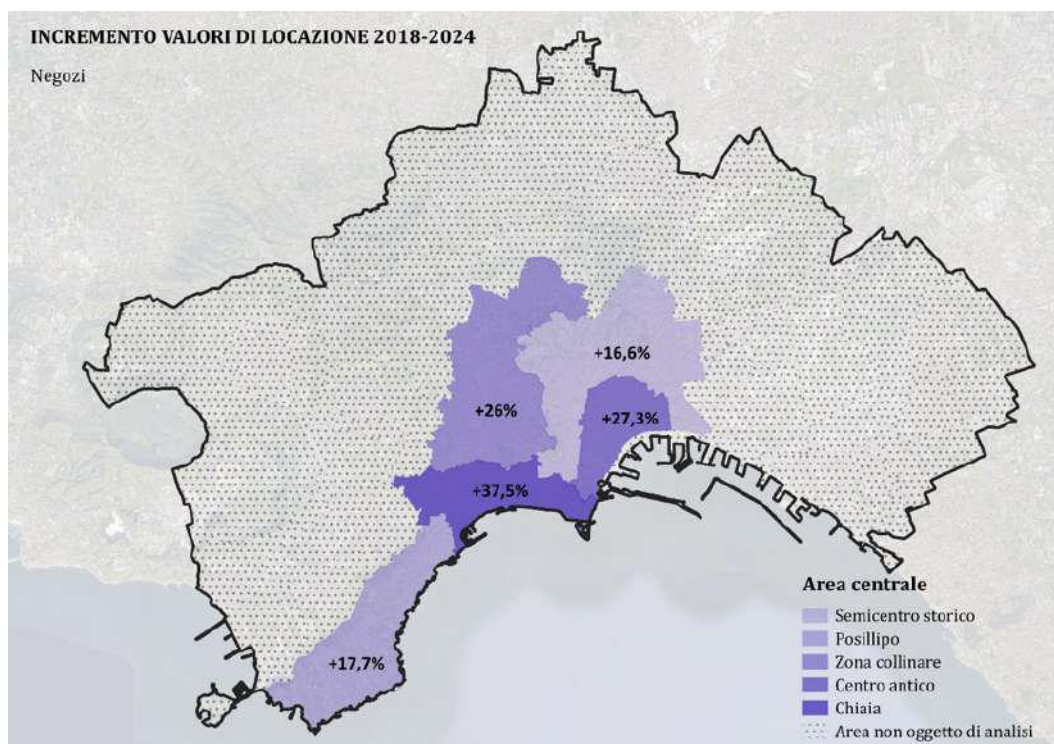 INCREMENTO VALORI DI LOCAZIONE 2018-2024
Negozi
+16,6%
+26%
+27,3%
+37,5%
+17,7%
Area centrale
Semicentro storico
Posillipo
Zona collinare
Centro antico
Chiaia
Area non oggetto di analisi